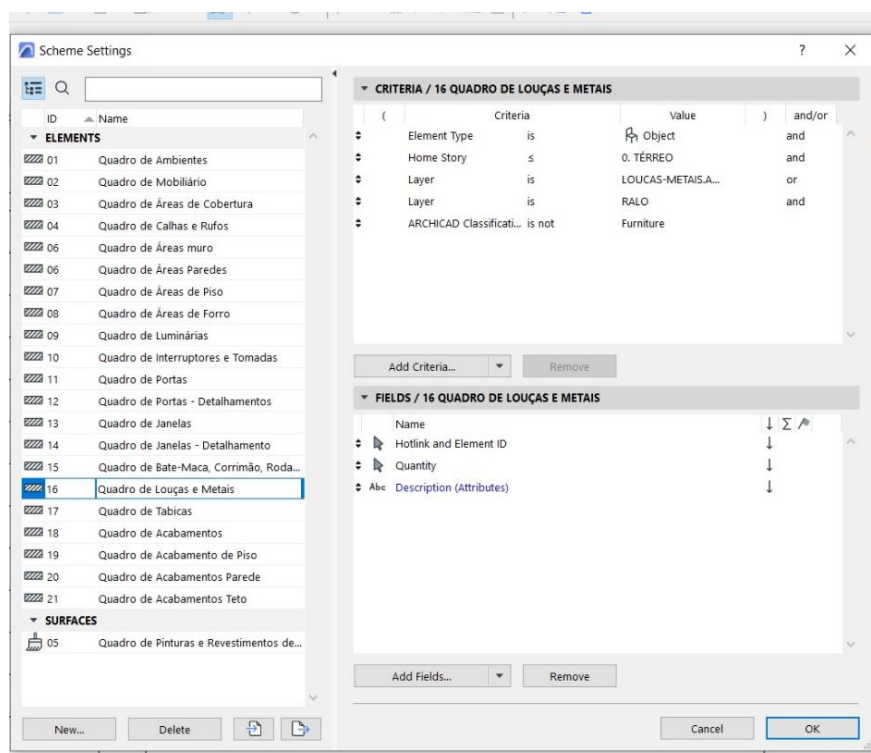 Scheme Settings ? ×
ID Name
ELEMENTS
01 Quadro de Ambientes
02 Quadro de Mobiliário
03 Quadro de Áreas de Cobertura
04 Quadro de Calhas e Rufos
06 Quadro de Áreas muro
06 Quadro de Áreas Paredes
07 Quadro de Áreas de Piso
08 Quadro de Áreas de Forro
09 Quadro de Luminárias
10 Quadro de Interruptores e Tomadas
11 Quadro de Portas
12 Quadro de Portas - Detalhamentos
13 Quadro de Janelas
14 Quadro de Janelas - Detalhamento
15 Quadro de Bate-Maca, Corrimão, Roda...
16 Quadro de Louças e Metais
17 Quadro de Tabicas
18 Quadro de Acabamentos
19 Quadro de Acabamento de Piso
20 Quadro de Acabamentos Parede
21 Quadro de Acabamentos Teto
SURFACES
05 Quadro de Pinturas e Revestimentos de...
New... Delete
CRITERIA / 16 QUADRO DE LOUÇAS E METAIS
( Criteria Value ) and/or
Element Type is Object and
Home Story ≤ 0. TÉRREO and
Layer is LOUCAS-METAIS.A... or
Layer is RALO and
ARCHICAD Classificati... is not Furniture
Add Criteria... Remove
FIELDS / 16 QUADRO DE LOUÇAS E METAIS
Name ↓ Σ
Hotlink and Element ID ↓
Quantity ↓
Abc Description (Attributes) ↓
Add Fields... Remove
Cancel OK